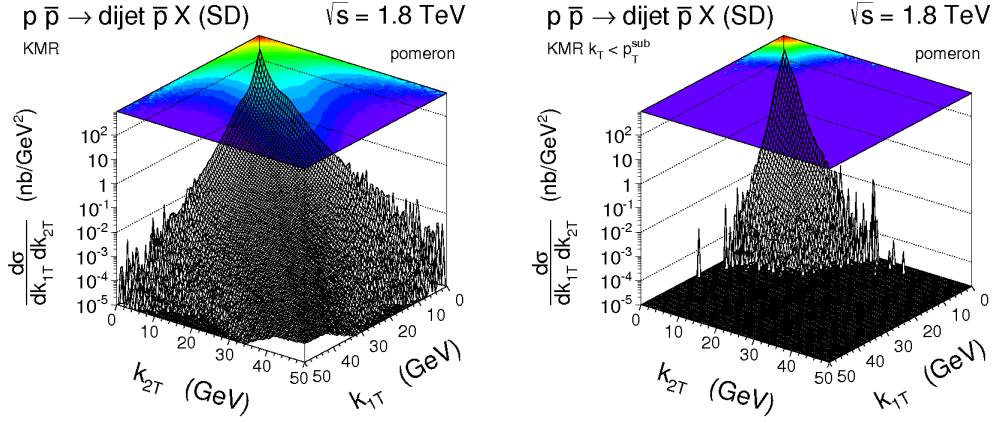 p p̅ → dijet p̅ X (SD) √s = 1.8 TeV
KMR pomeron
dσ/dk₁T dk₂T (nb/GeV²)
10²
10
1
10⁻¹
10⁻²
10⁻³
10⁻⁴
10⁻⁵
0 10 20 30 40 50
k₂T (GeV)
50 40 30 20 10 0
k₁T (GeV)
p p̅ → dijet p̅ X (SD) √s = 1.8 TeV
KMR k_T < p_T^sub pomeron
dσ/dk₁T dk₂T (nb/GeV²)
10²
10
1
10⁻¹
10⁻²
10⁻³
10⁻⁴
10⁻⁵
0 10 20 30 40 50
k₂T (GeV)
50 40 30 20 10 0
k₁T (GeV)